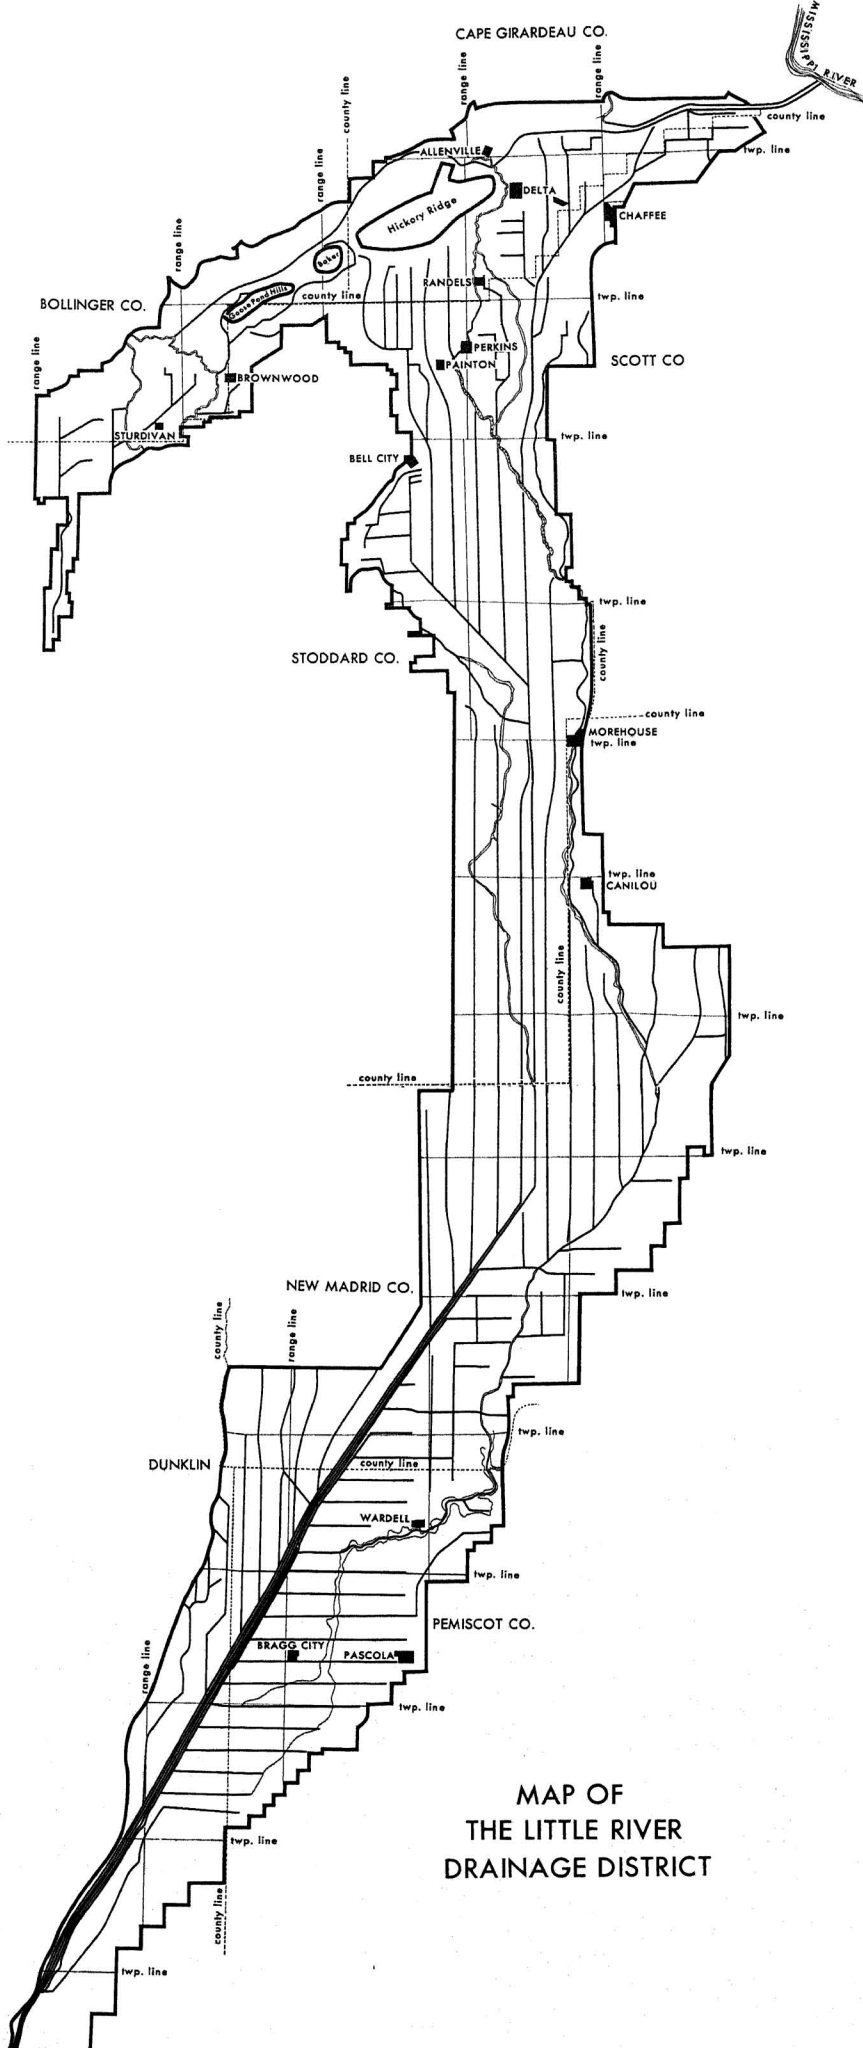 MISSISSIPPI RIVER
CAPE GIRARDEAU CO.
range line
range line
county line
county line
ALLENVILLE
twp. line
range line
DELTA
Hickory Ridge
CHAFFEE
range line
Baker
RANDELS
Goose Pond Hills
county line
twp. line
BOLLINGER CO.
range line
PERKINS
PAINTON
SCOTT CO
BROWNWOOD
STURDIVAN
twp. line
BELL CITY
twp. line
county line
STODDARD CO.
county line
MOREHOUSE
twp. line
twp. line
CANILOU
county line
twp. line
county line
twp. line
NEW MADRID CO.
twp. line
county line
range line
twp. line
DUNKLIN
county line
WARDELL
twp. line
PEMISCOT CO.
BRAGG CITY
PASCOLA
range line
twp. line
MAP OF
THE LITTLE RIVER
DRAINAGE DISTRICT
twp. line
county line
twp. line